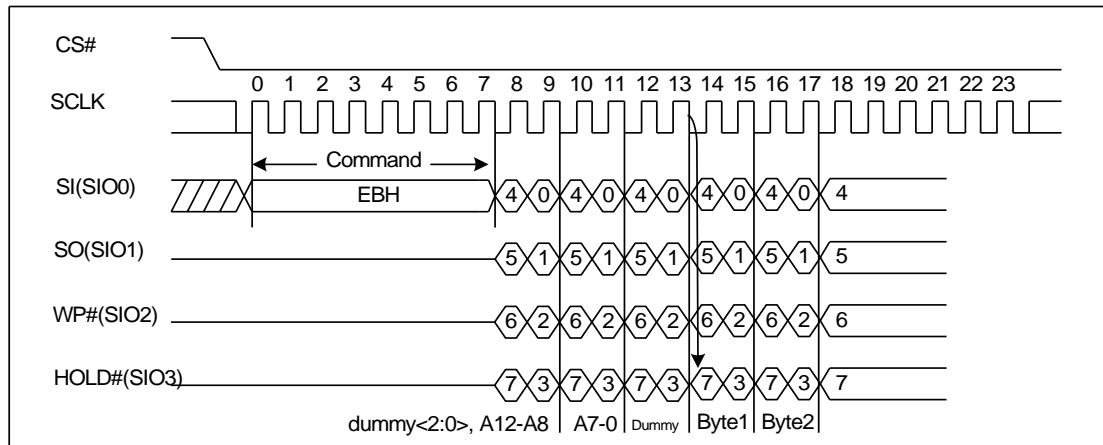 CS#
0 1 2 3 4 5 6 7 8 9 10 11 12 13 14 15 16 17 18 19 20 21 22 23
SCLK
Command
SI(SIO0) EBH 4 0 4 0 4 0 4 0 4 0 4
SO(SIO1) 5 1 5 1 5 1 5 1 5 1 5
WP#(SIO2) 6 2 6 2 6 2 6 2 6 2 6
HOLD#(SIO3) 7 3 7 3 7 3 7 3 7 3 7
dummy<2:0>, A12-A8 A7-0 Dummy Byte1 Byte2